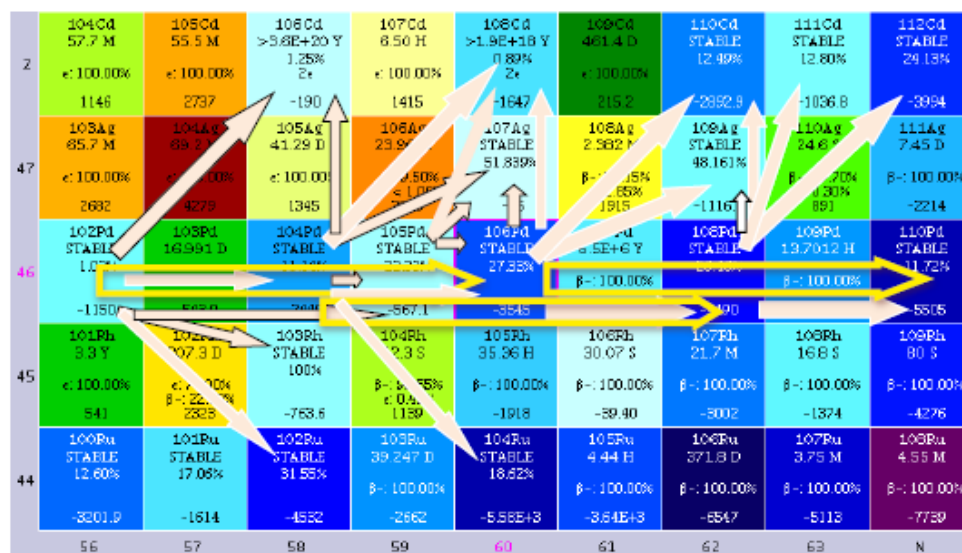 104Cd 105Cd 106Cd 107Cd 108Cd 109Cd 110Cd 111Cd 112Cd
57.7 M 55.5 M >3.6E+20 Y 6.50 H >1.9E+18 Y 461.4 D STABLE STABLE STABLE
2 1.25% 0.89% 12.49% 12.80% 24.13%
ε: 100.00% ε: 100.00% 2ε ε: 100.00% 2ε ε: 100.00%
1146 2737 -190 1415 -1647 215.2 -2892.9 -1036.8 -3994
103Ag 104Ag 105Ag 106Ag 107Ag 108Ag 109Ag 110Ag 111Ag
65.7 M 41.29 D STABLE 2.382 M STABLE 24.6 S 7.45 D
47 51.839% 48.161%
ε: 100.00% ε: 100.00% β-: 100.00%
2682 4279 1345 1915 -1116 891 -2214
102Pd 103Pd 104Pd 105Pd 106Pd 108Pd 109Pd 110Pd
STABLE 16.991 D STABLE STABLE STABLE 6.5E+6 Y STABLE 13.7012 H STABLE
46 27.33% 11.72%
β-: 100.00% β-: 100.00%
-1150 -567.1 -3545 -5505
101Rh 103Rh 104Rh 105Rh 106Rh 107Rh 108Rh 109Rh
3.3 Y STABLE 35.36 H 30.07 S 21.7 M 16.8 S 80 S
45 100%
ε: 100.00% β-: 100.00% β-: 100.00% β-: 100.00% β-: 100.00% β-: 100.00%
541 2323 -763.6 1139 -1918 -39.40 -3002 -1374 -4276
100Ru 101Ru 102Ru 103Ru 104Ru 105Ru 106Ru 107Ru 108Ru
STABLE STABLE STABLE 39.247 D STABLE 4.44 H 371.8 D 3.75 M 4.55 M
44 12.60% 17.06% 31.55% 18.62%
β-: 100.00% β-: 100.00% β-: 100.00% β-: 100.00% β-: 100.00%
-3201.9 -1614 -4532 -2662 -5.58E+3 -3.64E+3 -6547 -5113 -7739
56 57 58 59 60 61 62 63 N